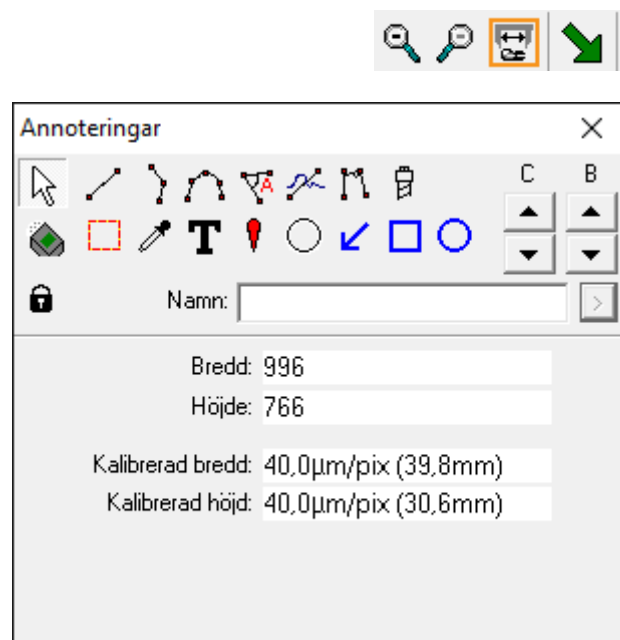 Annoteringar
C B
A
T
Namn:
Bredd: 996
Höjde: 766
Kalibrerad bredd: 40,0µm/pix (39,8mm)
Kalibrerad höjd: 40,0µm/pix (30,6mm)